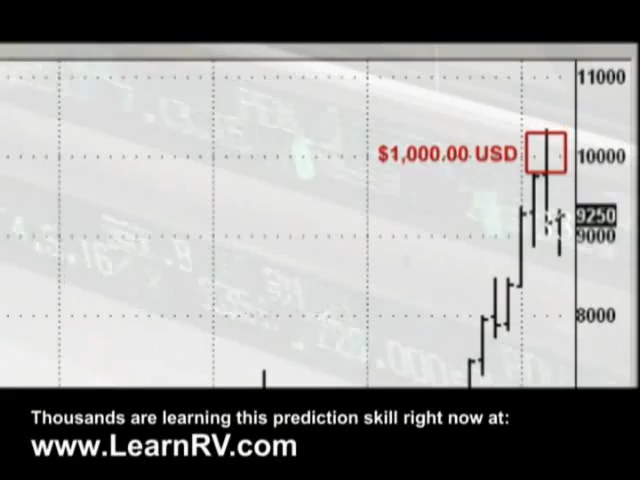 11000
$1,000.00 USD
10000
9250
9000
8000
Thousands are learning this prediction skill right now at:
www.LearnRV.com